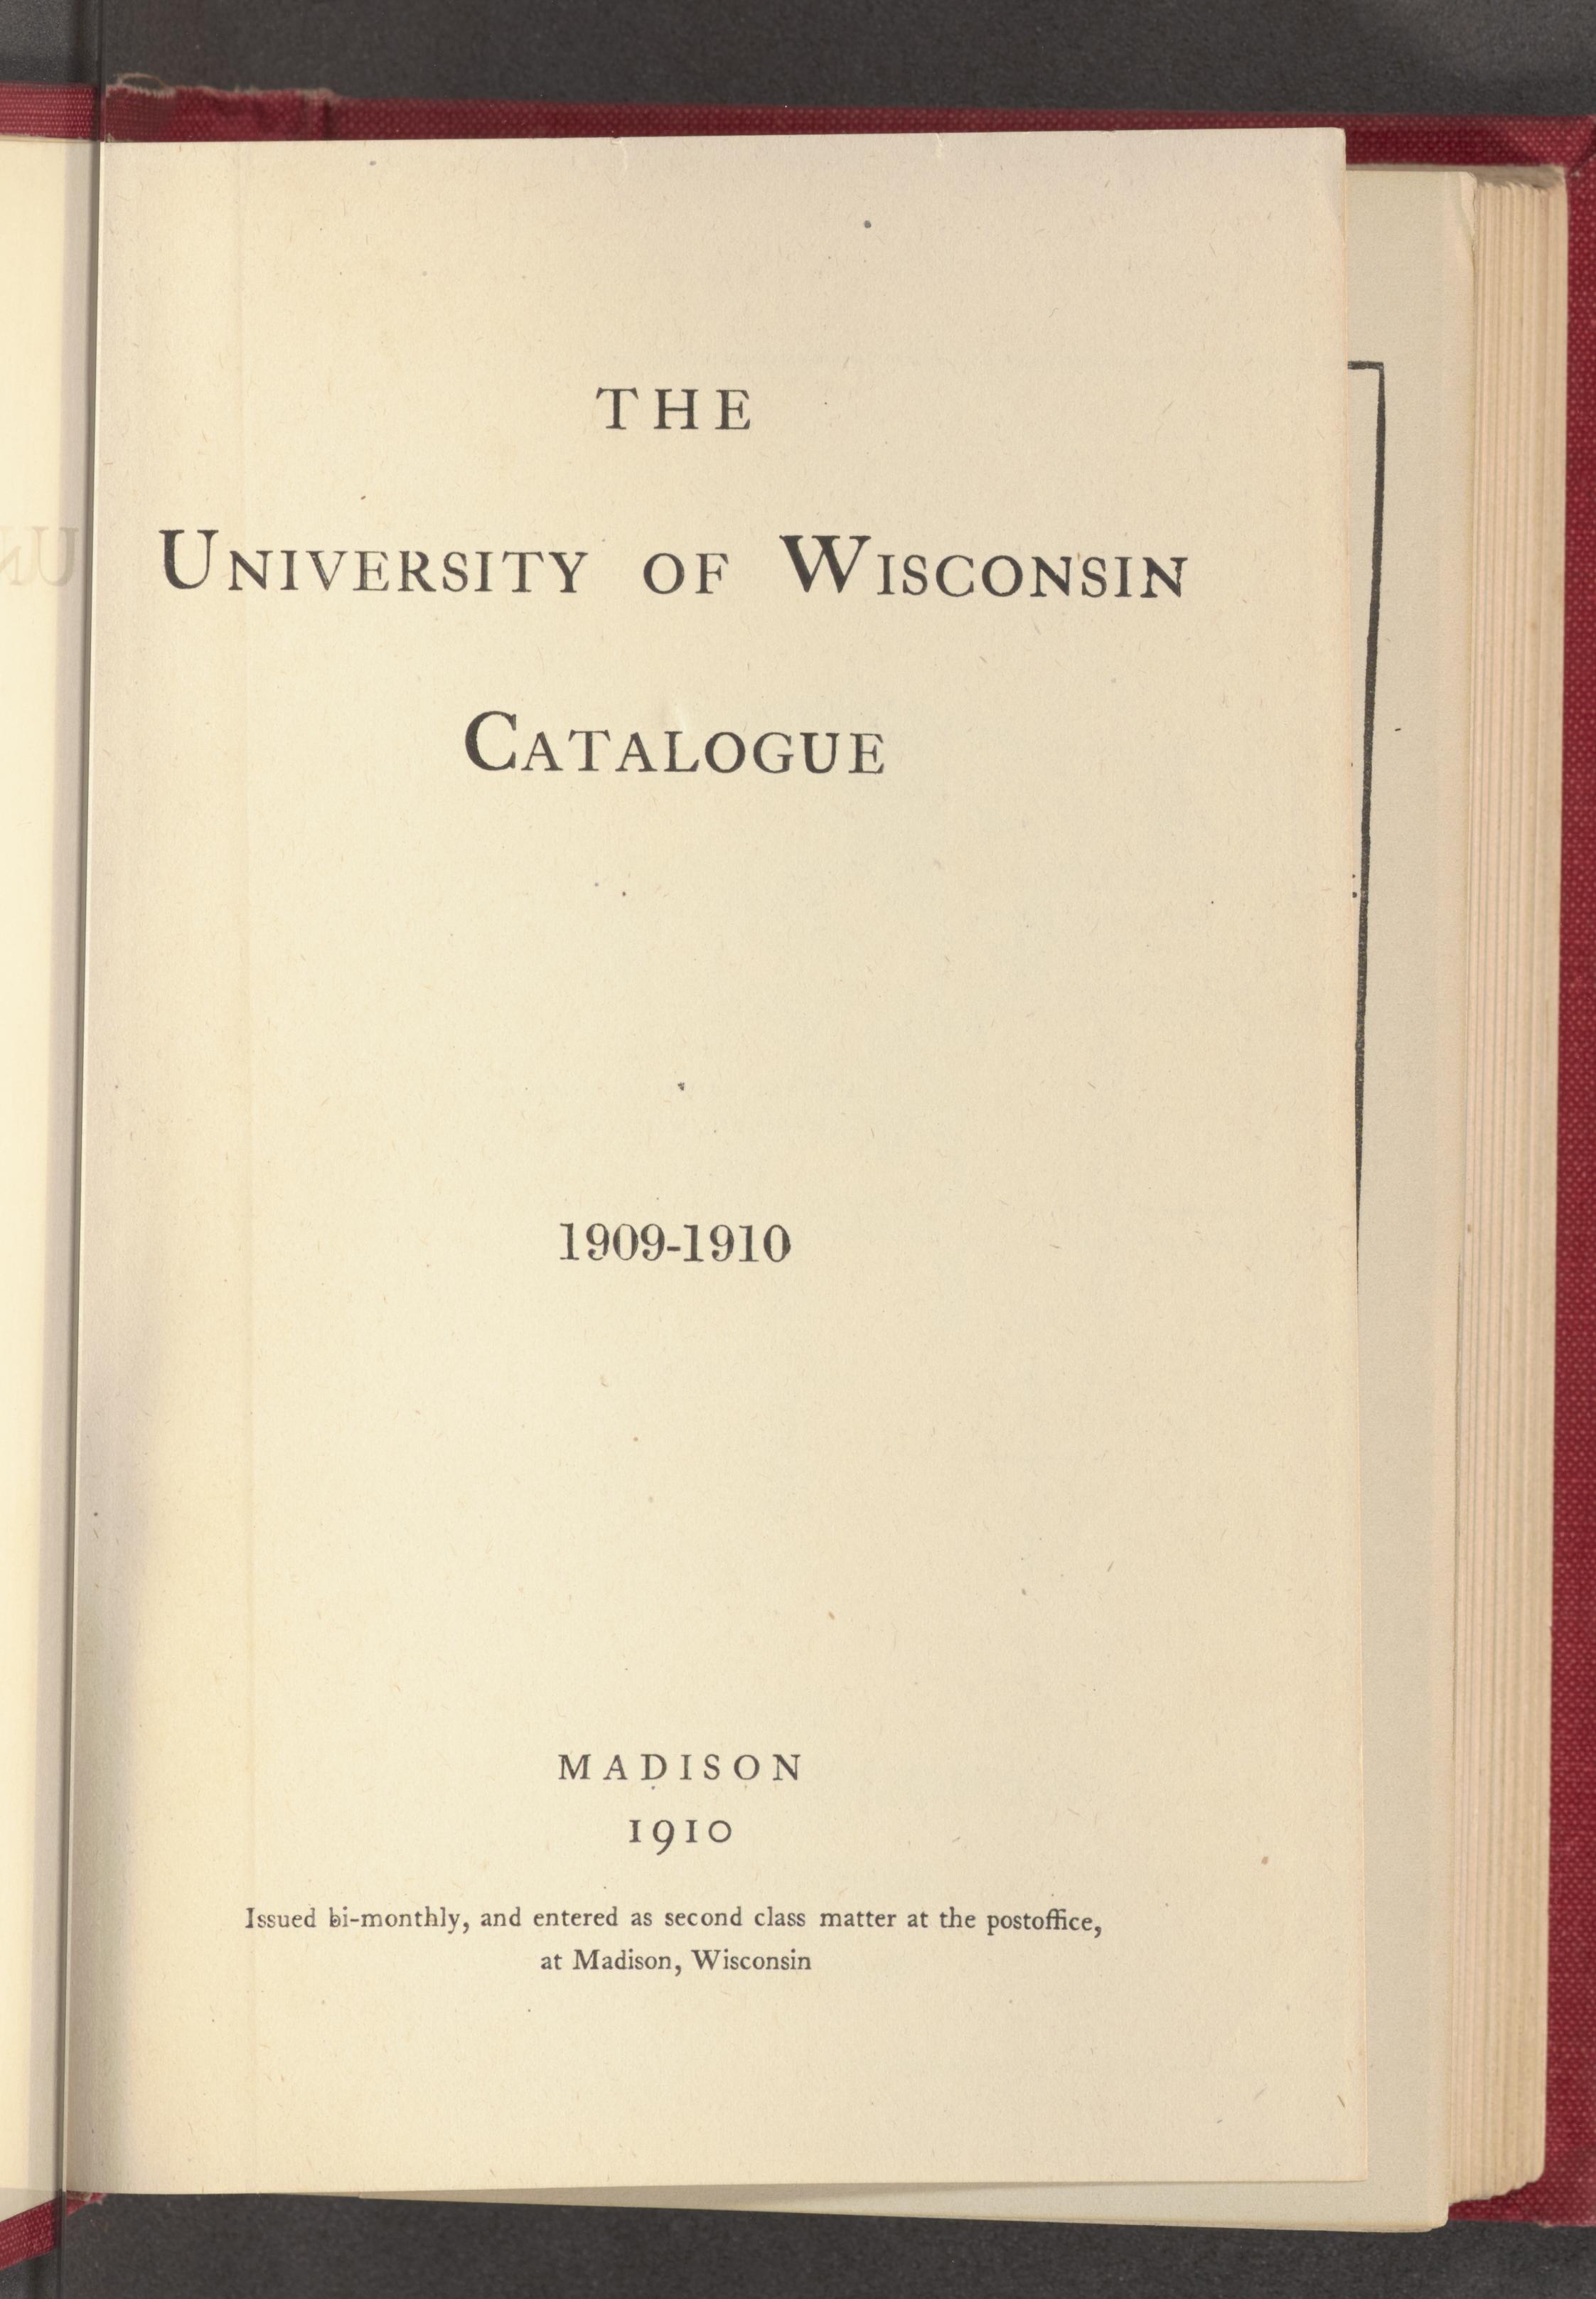 THE
UNIVERSITY OF WISCONSIN
CATALOGUE
1909-1910
MADISON
1910
Issued bi-monthly, and entered as second class matter at the postoffice,
at Madison, Wisconsin